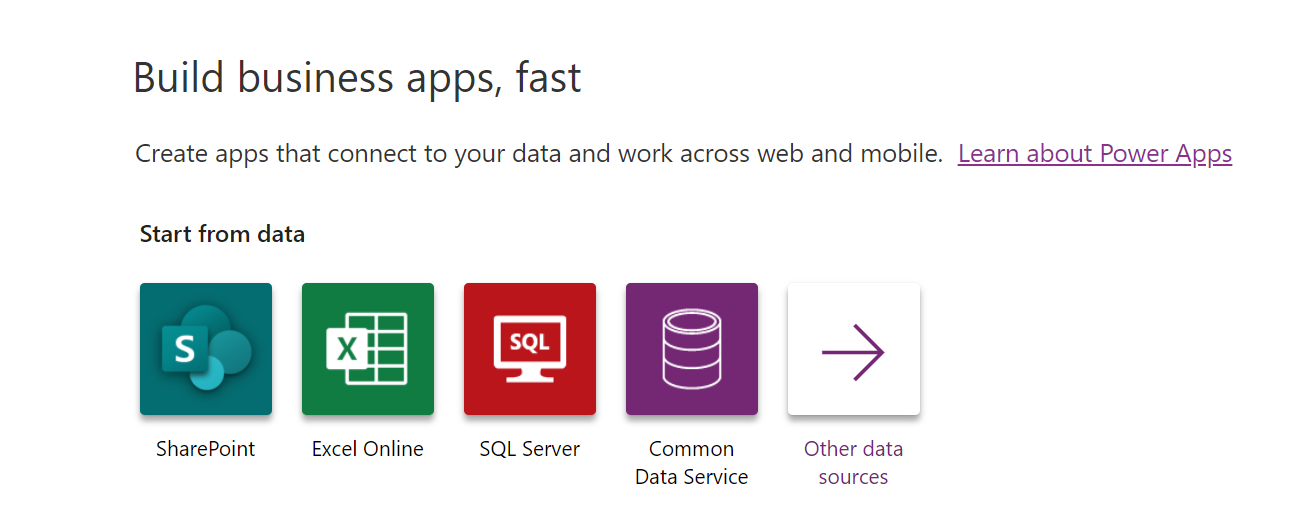 Build business apps, fast
Create apps that connect to your data and work across web and mobile. Learn about Power Apps
Start from data
S
X
SQL
SharePoint
Excel Online
SQL Server
Common
Data Service
Other data
sources